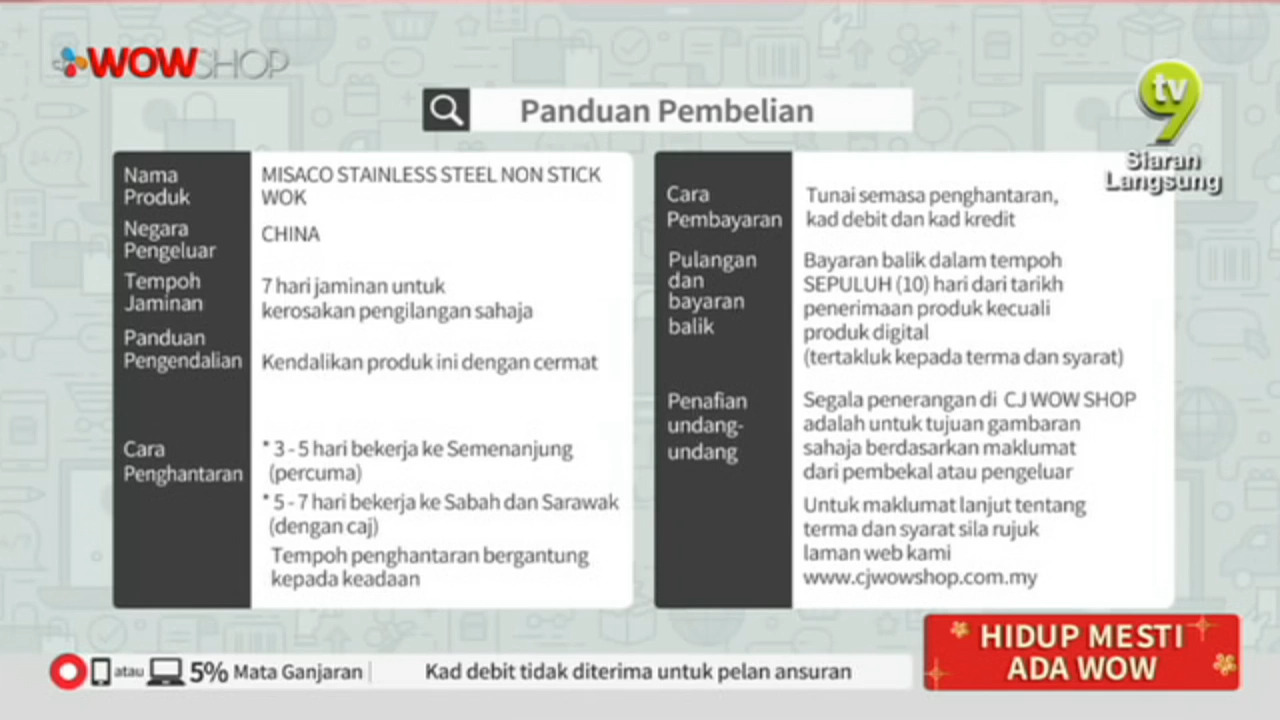 WOWSHOP
tv9
Siaran
Langsung
Panduan Pembelian
Nama
Produk
MISACO STAINLESS STEEL NON STICK
WOK
Negara
Pengeluar
CHINA
Tempoh
Jaminan
7 hari jaminan untuk
kerosakan pengilangan sahaja
Panduan
Pengendalian
Kendalikan produk ini dengan cermat
Cara
Penghantaran
* 3 - 5 hari bekerja ke Semenanjung
(percuma)
* 5 - 7 hari bekerja ke Sabah dan Sarawak
(dengan caj)
Tempoh penghantaran bergantung
kepada keadaan
Cara
Pembayaran
Tunai semasa penghantaran,
kad debit dan kad kredit
Pulangan
dan
bayaran
balik
Bayaran balik dalam tempoh
SEPULUH (10) hari dari tarikh
penerimaan produk kecuali
produk digital
(tertakluk kepada terma dan syarat)
Penafian
undang-
undang
Segala penerangan di CJ WOW SHOP
adalah untuk tujuan gambaran
sahaja berdasarkan maklumat
dari pembekal atau pengeluar
Untuk maklumat lanjut tentang
terma dan syarat sila rujuk
laman web kami
www.cjwowshop.com.my
atau 5% Mata Ganjaran
Kad debit tidak diterima untuk pelan ansuran
HIDUP MESTI
ADA WOW